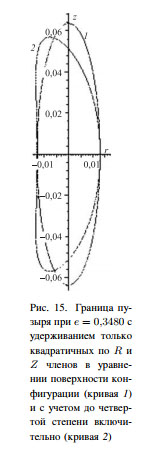 z
2
1
0,06
0,04
0,02
r
−0,01
0,01
−0,02
−0,04
−0,06
Рис. 15. Граница пу-
зыря при ϵ = 0,3480 с
удержанием только
квадратичных по R и
Z членов в уравне-
нии поверхности кон-
фигурации (кривая 1)
и с учетом до четвер-
той степени включи-
тельно (кривая 2)